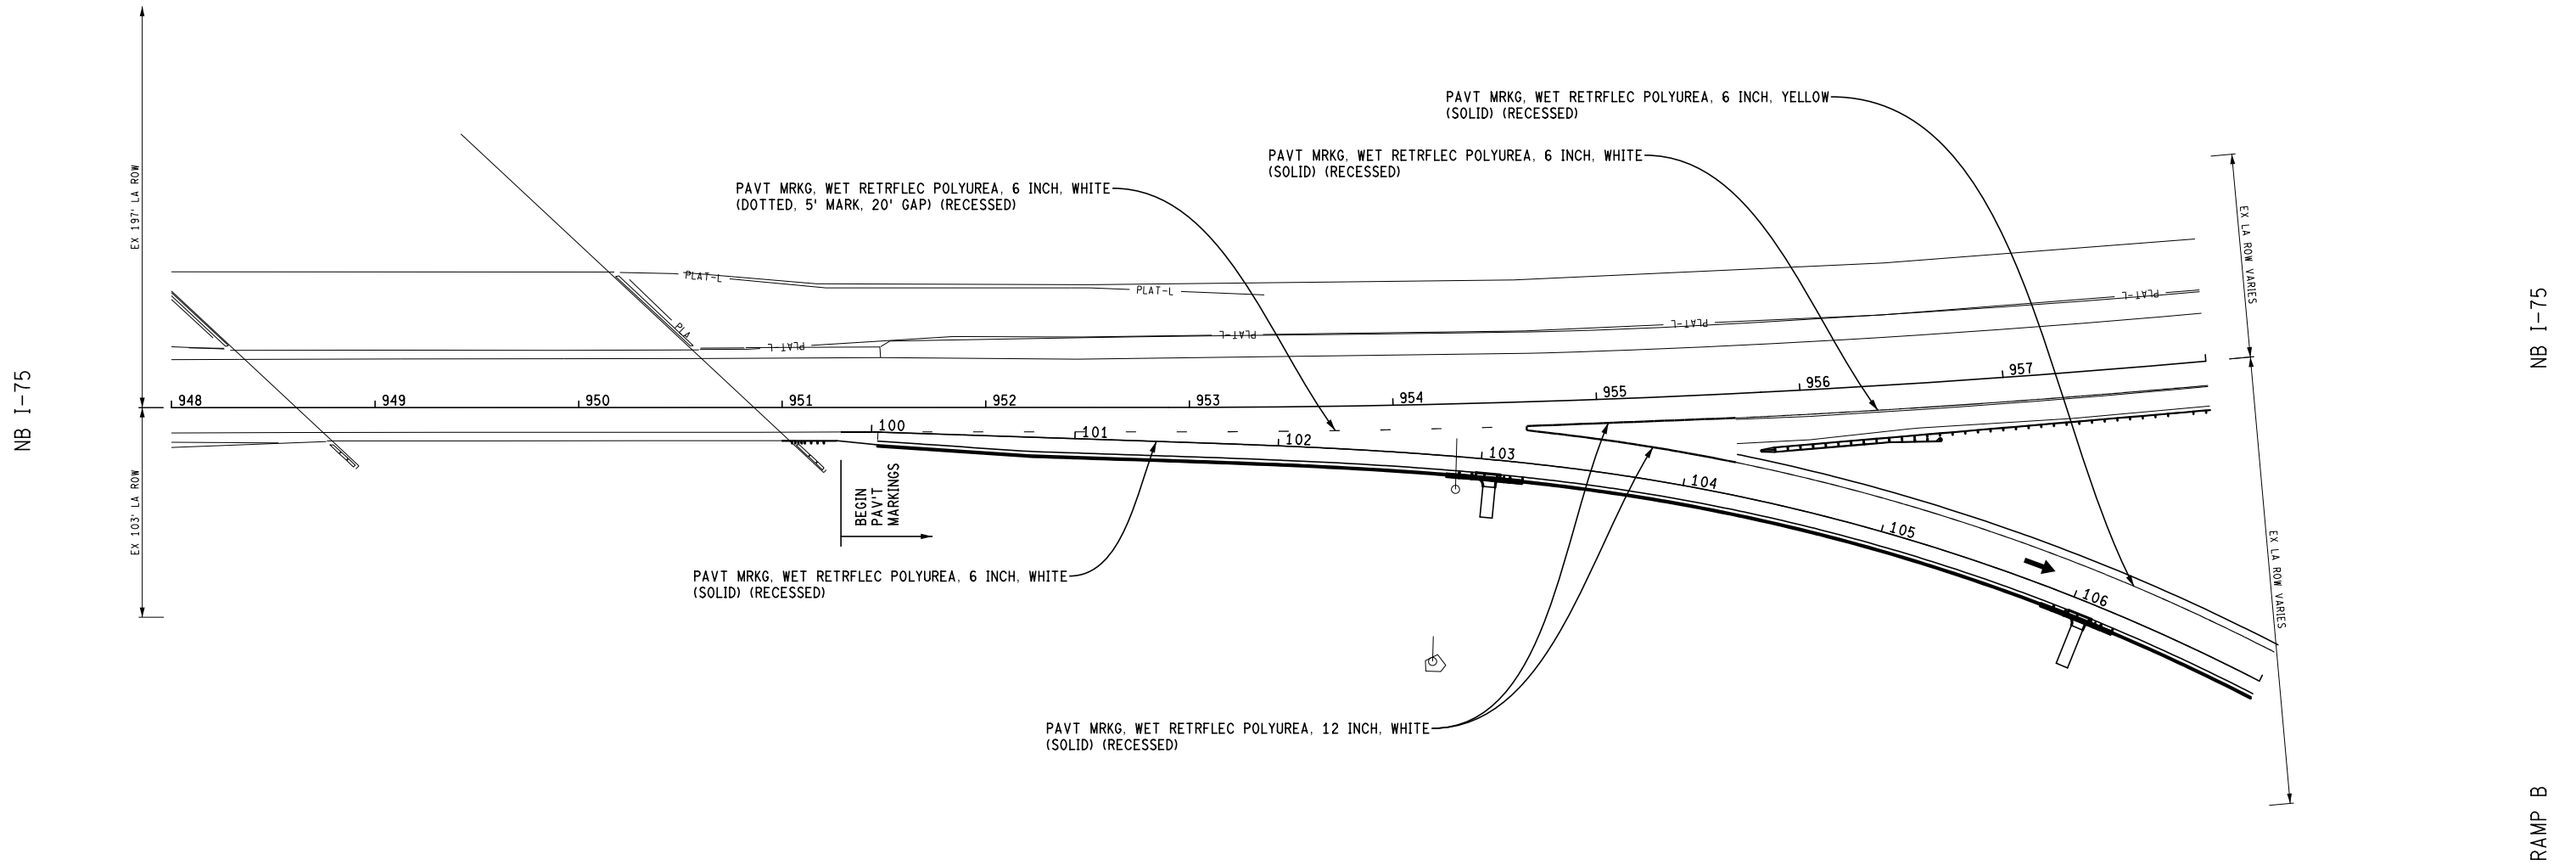 PAVT MRKG, WET RETRFLEC POLYUREA, 6 INCH, YELLOW
(SOLID) (RECESSED)
PAVT MRKG, WET RETRFLEC POLYUREA, 6 INCH, WHITE
(SOLID) (RECESSED)
PAVT MRKG, WET RETRFLEC POLYUREA, 6 INCH, WHITE
(DOTTED, 5' MARK, 20' GAP) (RECESSED)
EX 197' LA ROW
EX LA ROW VARIES
PLAT-L
PLAT-L
PLAT-L
PLA
PLAT-L
PLAT-L
PLAT-L
NB I-75
NB I-75
948
949
950
951
952
953
954
955
956
957
100
101
102
103
104
105
106
EX 103' LA ROW
BEGIN
PAV'T
MARKINGS
EX LA ROW VARIES
PAVT MRKG, WET RETRFLEC POLYUREA, 6 INCH, WHITE
(SOLID) (RECESSED)
PAVT MRKG, WET RETRFLEC POLYUREA, 12 INCH, WHITE
(SOLID) (RECESSED)
RAMP B